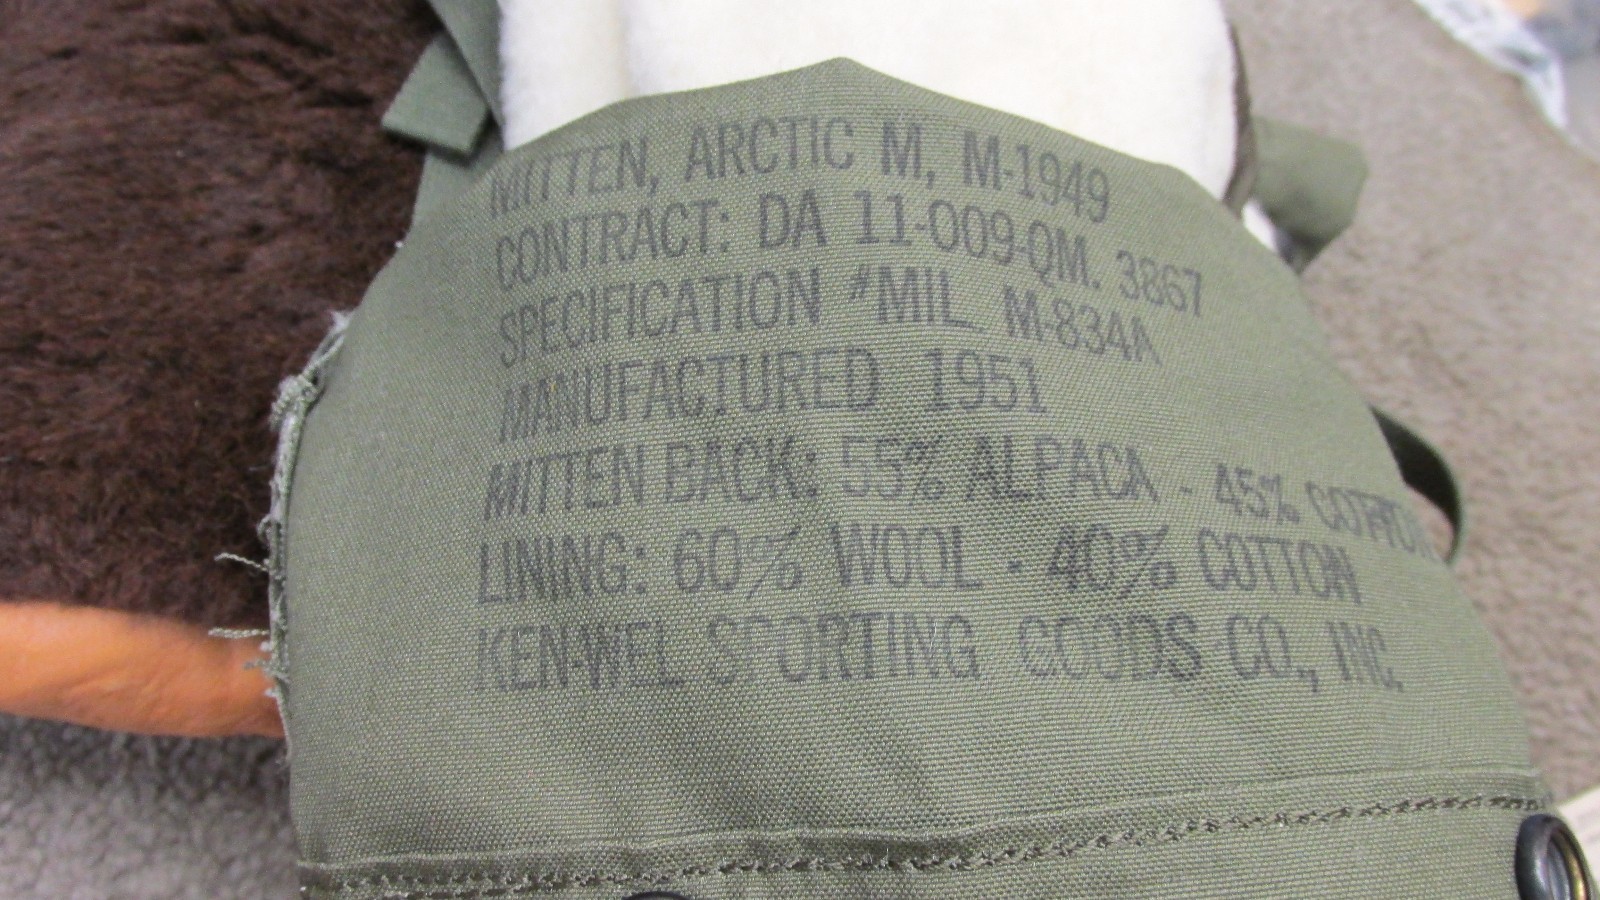 MITTEN, ARCTIC M, M-1949
CONTRACT: DA 11-009-QM. 3867
SPECIFICATION #MIL M-834A
MANUFACTURED 1951
MITTEN BACK: 55% ALPACA - 45% COTTON
LINING: 60% WOOL - 40% COTTON
KEN-WEL SPORTING GOODS CO., INC.